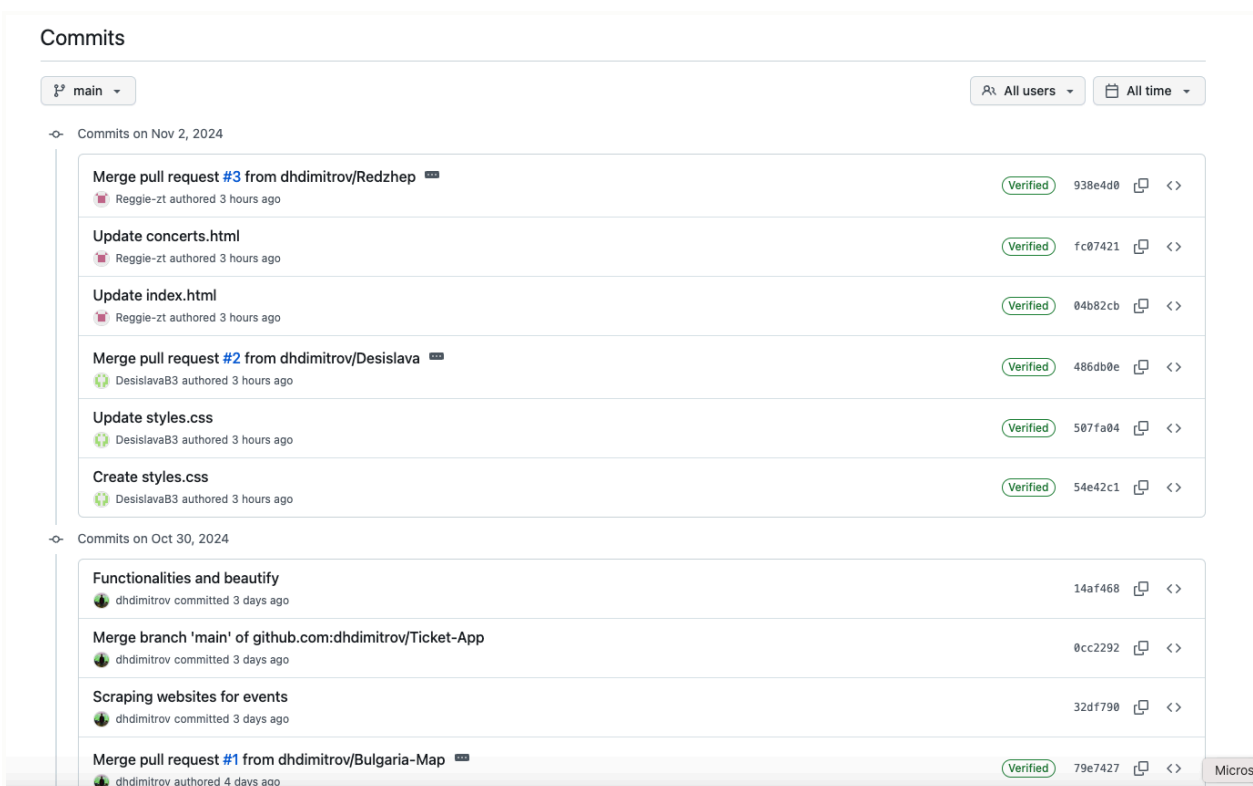 Commits
main
All users
All time
Commits on Nov 2, 2024
Merge pull request #3 from dhdimitrov/Redzhep
Reggie-zt authored 3 hours ago
Verified 938e4d0
Update concerts.html
Reggie-zt authored 3 hours ago
Verified fc07421
Update index.html
Reggie-zt authored 3 hours ago
Verified 04b82cb
Merge pull request #2 from dhdimitrov/Desislava
DesislavaB3 authored 3 hours ago
Verified 486db0e
Update styles.css
DesislavaB3 authored 3 hours ago
Verified 507fa04
Create styles.css
DesislavaB3 authored 3 hours ago
Verified 54e42c1
Commits on Oct 30, 2024
Functionalities and beautify
dhdimitrov committed 3 days ago
14af468
Merge branch 'main' of github.com:dhdimitrov/Ticket-App
dhdimitrov committed 3 days ago
0cc2292
Scraping websites for events
dhdimitrov committed 3 days ago
32df790
Merge pull request #1 from dhdimitrov/Bulgaria-Map
dhdimitrov authored 4 days ago
Verified 79e7427
Micros